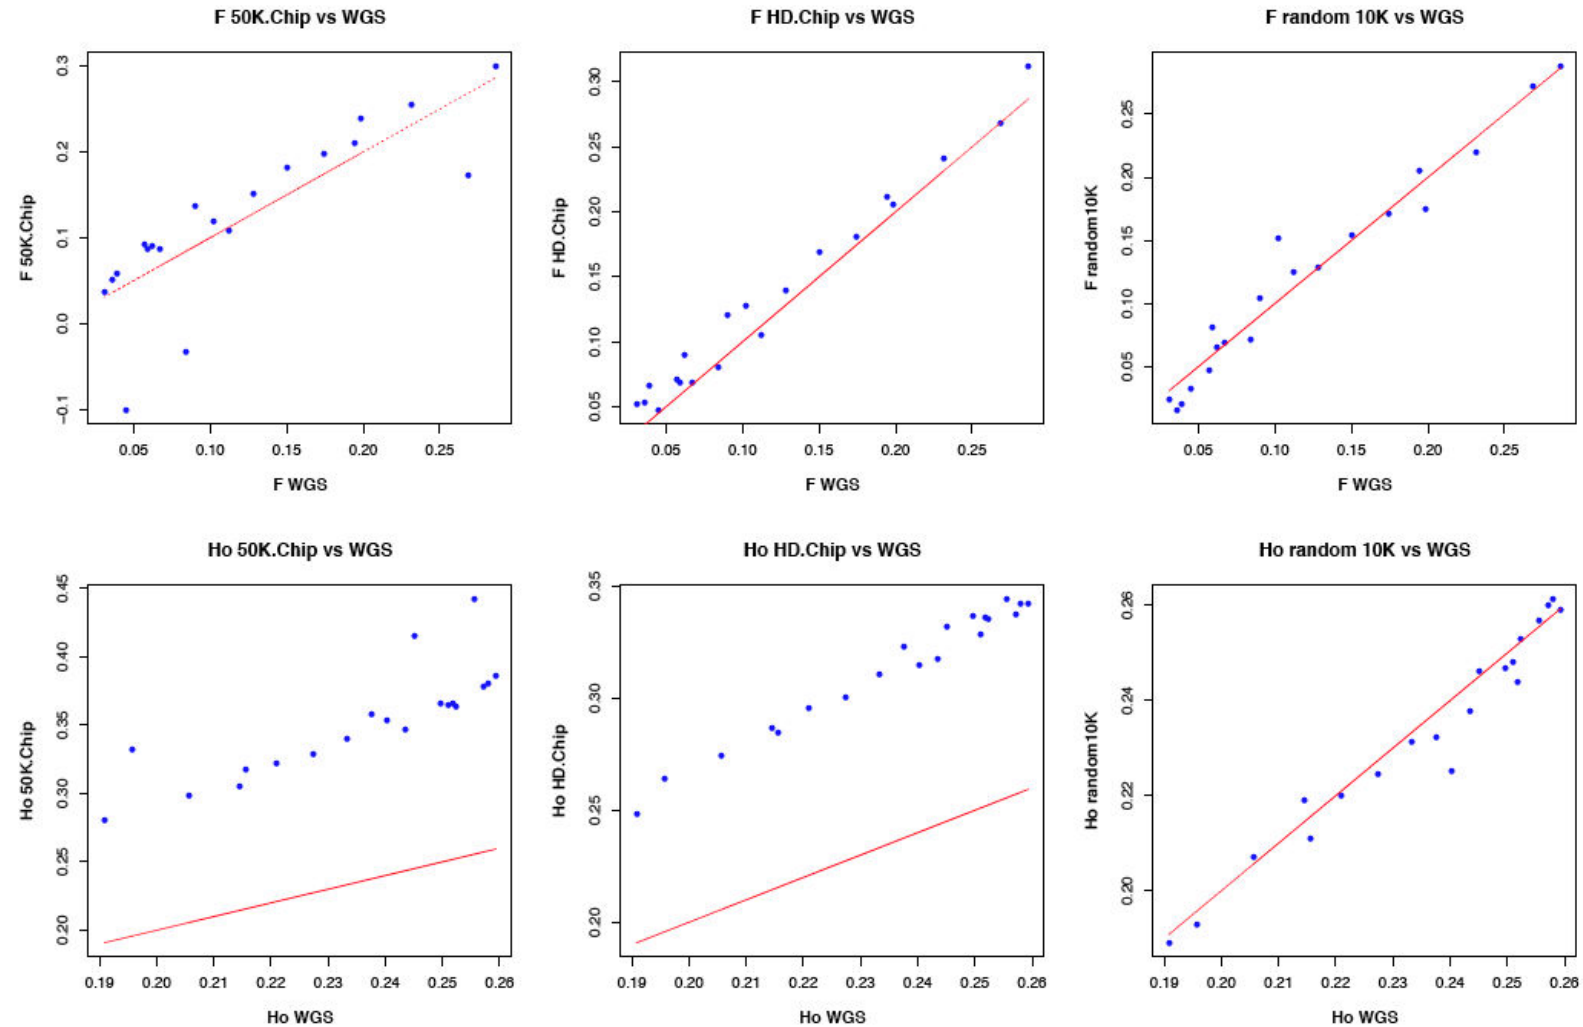 F 50K.Chip vs WGS
F HD.Chip vs WGS
F random 10K vs WGS
F 50K.Chip
0.3
0.2
0.1
0.0
−0.1
0.05 0.10 0.15 0.20 0.25
F WGS
F HD.Chip
0.30
0.25
0.20
0.15
0.10
0.05
0.05 0.10 0.15 0.20 0.25
F WGS
F random10K
0.25
0.20
0.15
0.10
0.05
0.05 0.10 0.15 0.20 0.25
F WGS
Ho 50K.Chip vs WGS
Ho HD.Chip vs WGS
Ho random 10K vs WGS
Ho 50K.Chip
0.45
0.40
0.35
0.30
0.25
0.20
0.19 0.20 0.21 0.22 0.23 0.24 0.25 0.26
Ho WGS
Ho HD.Chip
0.35
0.30
0.25
0.20
0.19 0.20 0.21 0.22 0.23 0.24 0.25 0.26
Ho WGS
Ho random10K
0.26
0.24
0.22
0.20
0.19 0.20 0.21 0.22 0.23 0.24 0.25 0.26
Ho WGS